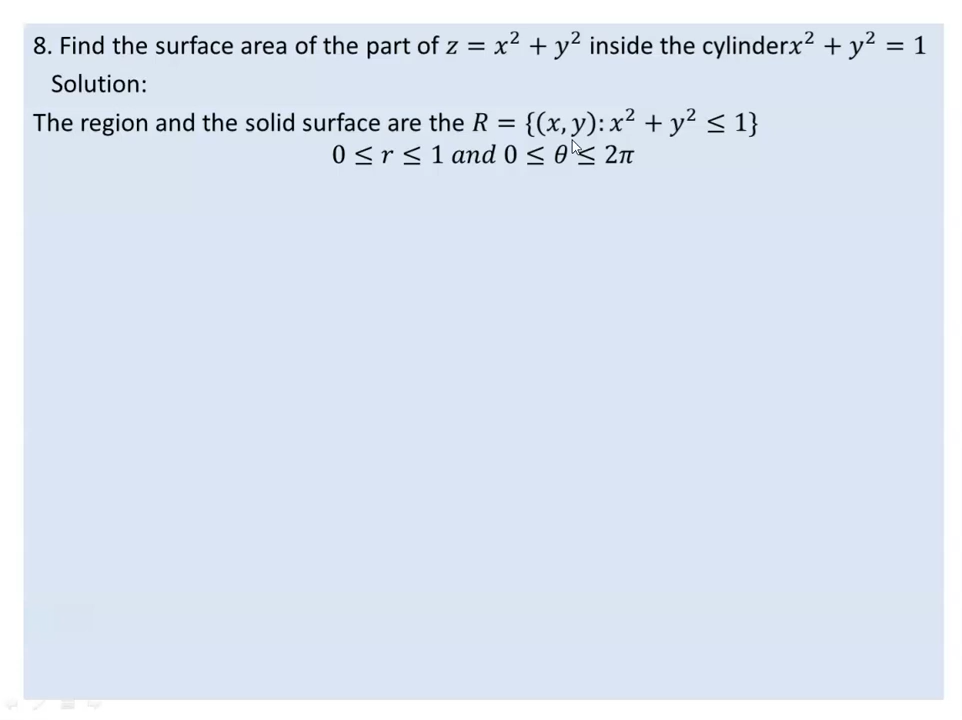 8. Find the surface area of the part of 𝑧 = 𝑥² + 𝑦² inside the cylinder𝑥² + 𝑦² = 1
Solution:
The region and the solid surface are the 𝑅 = {(𝑥, 𝑦): 𝑥² + 𝑦² ≤ 1}
0 ≤ 𝑟 ≤ 1 𝑎𝑛𝑑 0 ≤ 𝜃 ≤ 2𝜋